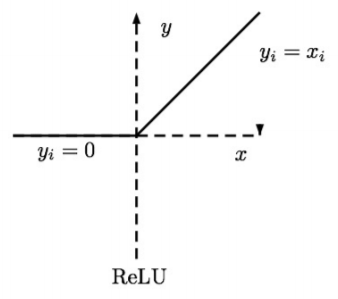 y
y_i = x_i
y_i = 0
x
ReLU